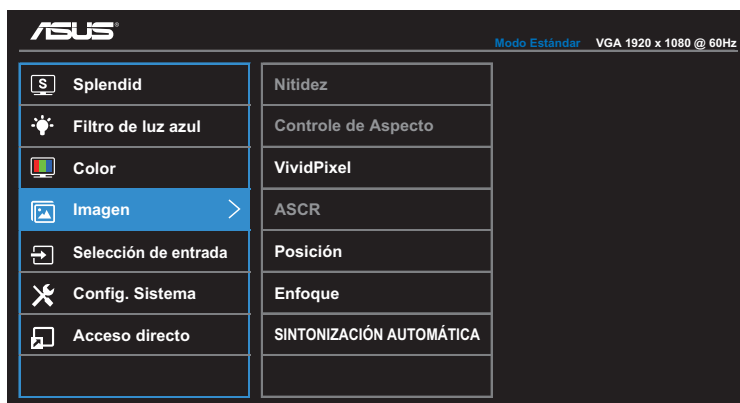 ASUS
Modo Estándar VGA 1920 x 1080 @ 60Hz
S Splendid
Filtro de luz azul
Color
Imagen
Selección de entrada
Config. Sistema
Acceso directo
Nitidez
Controle de Aspecto
VividPixel
ASCR
Posición
Enfoque
SINTONIZACIÓN AUTOMÁTICA